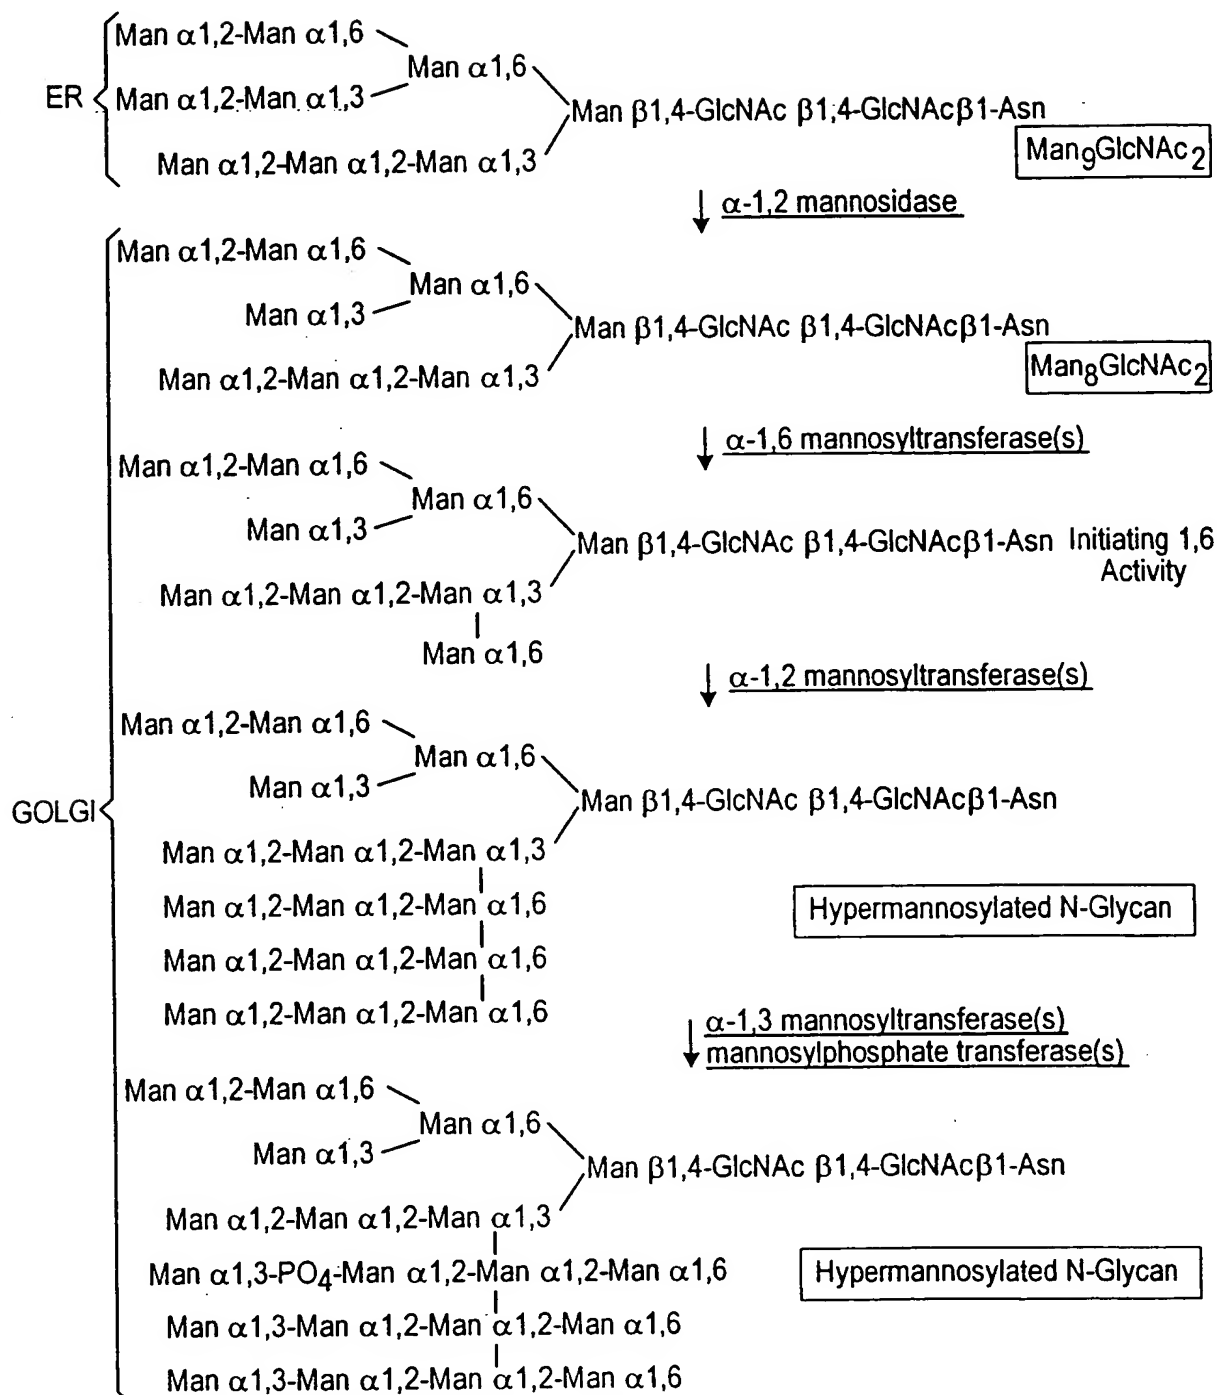 Man α1,2-Man α1,6
Man α1,6
ER
Man α1,2-Man α1,3
Man β1,4-GlcNAc β1,4-GlcNAcβ1-Asn
Man α1,2-Man α1,2-Man α1,3
Man9GlcNAc2
α-1,2 mannosidase
Man α1,2-Man α1,6
Man α1,6
Man α1,3
Man β1,4-GlcNAc β1,4-GlcNAcβ1-Asn
Man α1,2-Man α1,2-Man α1,3
Man8GlcNAc2
α-1,6 mannosyltransferase(s)
Man α1,2-Man α1,6
Man α1,6
Man α1,3
Man β1,4-GlcNAc β1,4-GlcNAcβ1-Asn Initiating 1,6
Activity
Man α1,2-Man α1,2-Man α1,3
Man α1,6
α-1,2 mannosyltransferase(s)
Man α1,2-Man α1,6
Man α1,6
Man α1,3
GOLGI
Man β1,4-GlcNAc β1,4-GlcNAcβ1-Asn
Man α1,2-Man α1,2-Man α1,3
Man α1,2-Man α1,2-Man α1,6
Hypermannosylated N-Glycan
Man α1,2-Man α1,2-Man α1,6
Man α1,2-Man α1,2-Man α1,6
α-1,3 mannosyltransferase(s)
mannosylphosphate transferase(s)
Man α1,2-Man α1,6
Man α1,6
Man α1,3
Man β1,4-GlcNAc β1,4-GlcNAcβ1-Asn
Man α1,2-Man α1,2-Man α1,3
Man α1,3-PO4-Man α1,2-Man α1,2-Man α1,6
Hypermannosylated N-Glycan
Man α1,3-Man α1,2-Man α1,2-Man α1,6
Man α1,3-Man α1,2-Man α1,2-Man α1,6